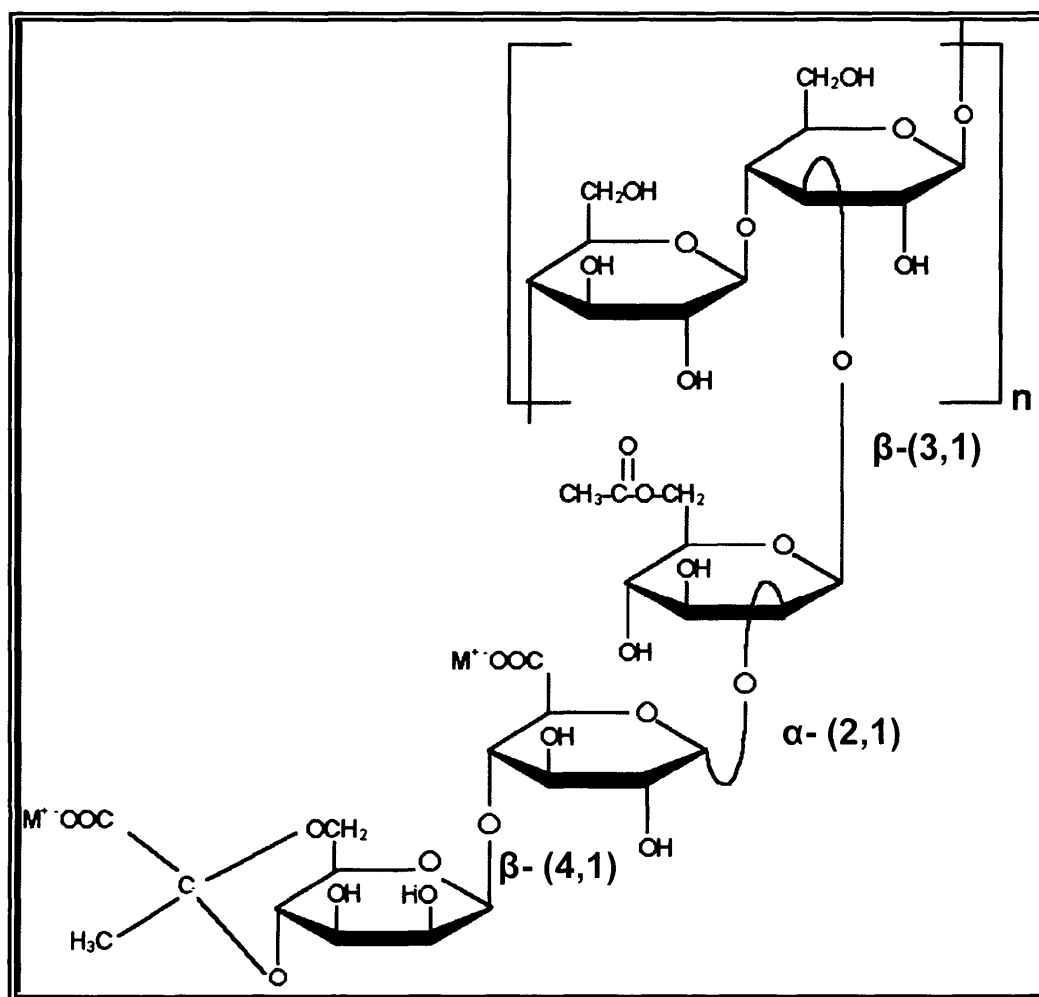 CH₂OH
O
O
CH₂OH
O
O
OH
OH
OH
O
n
β-(3,1)
O
CH₃-C-O-CH₂
O
OH
OH
M⁺⁻OOC
O
O
α- (2,1)
OH
M⁺⁻OOC
OCH₂
O
β- (4,1)
OH
O
C
OH
HO
H₃C
O